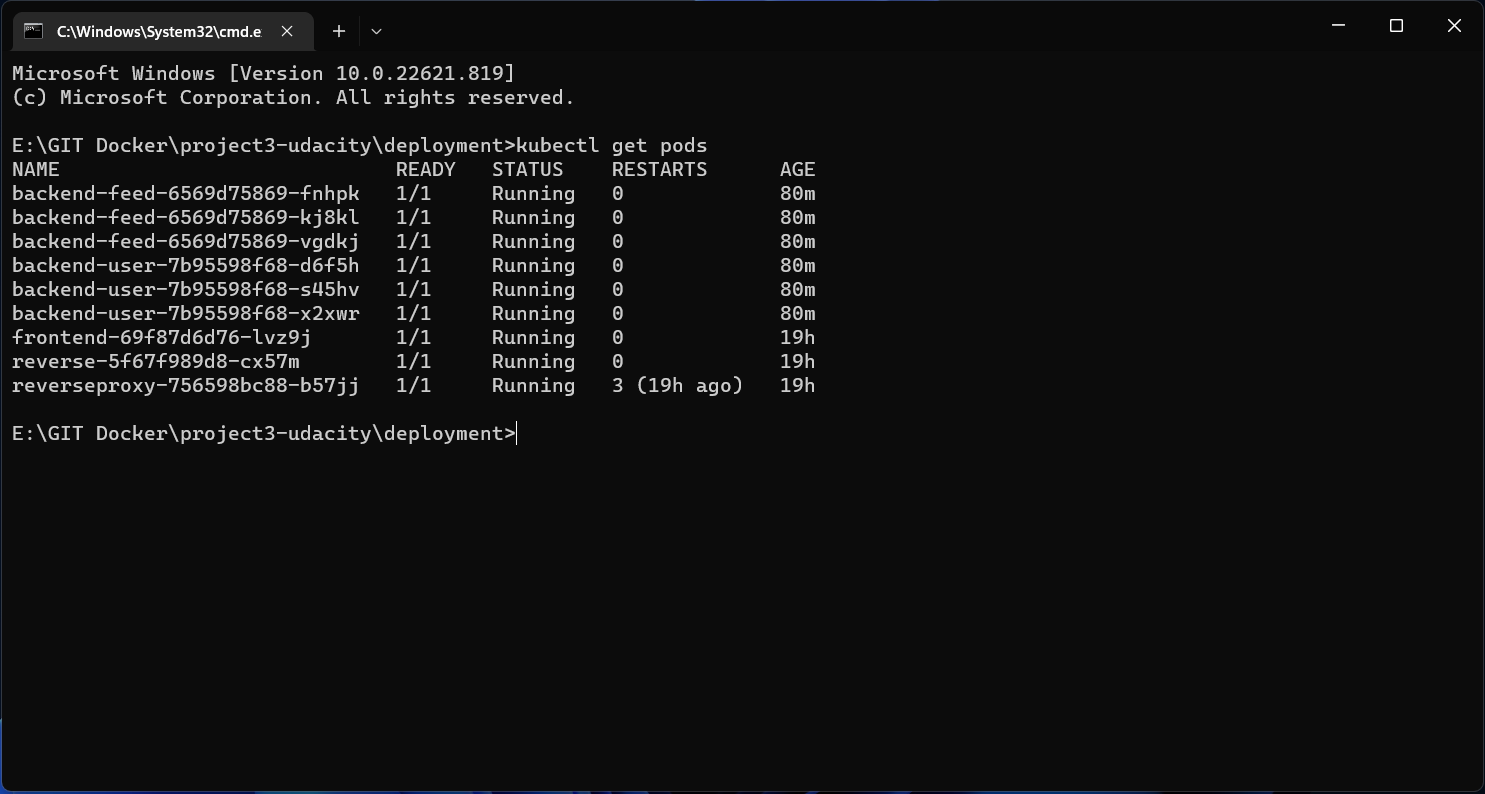 C:\Windows\System32\cmd.e
Microsoft Windows [Version 10.0.22621.819]
(c) Microsoft Corporation. All rights reserved.
E:\GIT Docker\project3-udacity\deployment>kubectl get pods
NAME                            READY   STATUS    RESTARTS      AGE
backend-feed-6569d75869-fnhpk   1/1     Running   0             80m
backend-feed-6569d75869-kj8kl   1/1     Running   0             80m
backend-feed-6569d75869-vgdkj   1/1     Running   0             80m
backend-user-7b95598f68-d6f5h   1/1     Running   0             80m
backend-user-7b95598f68-s45hv   1/1     Running   0             80m
backend-user-7b95598f68-x2xwr   1/1     Running   0             80m
frontend-69f87d6d76-lvz9j       1/1     Running   0             19h
reverse-5f67f989d8-cx57m        1/1     Running   0             19h
reverseproxy-756598bc88-b57jj   1/1     Running   3 (19h ago)   19h
E:\GIT Docker\project3-udacity\deployment>